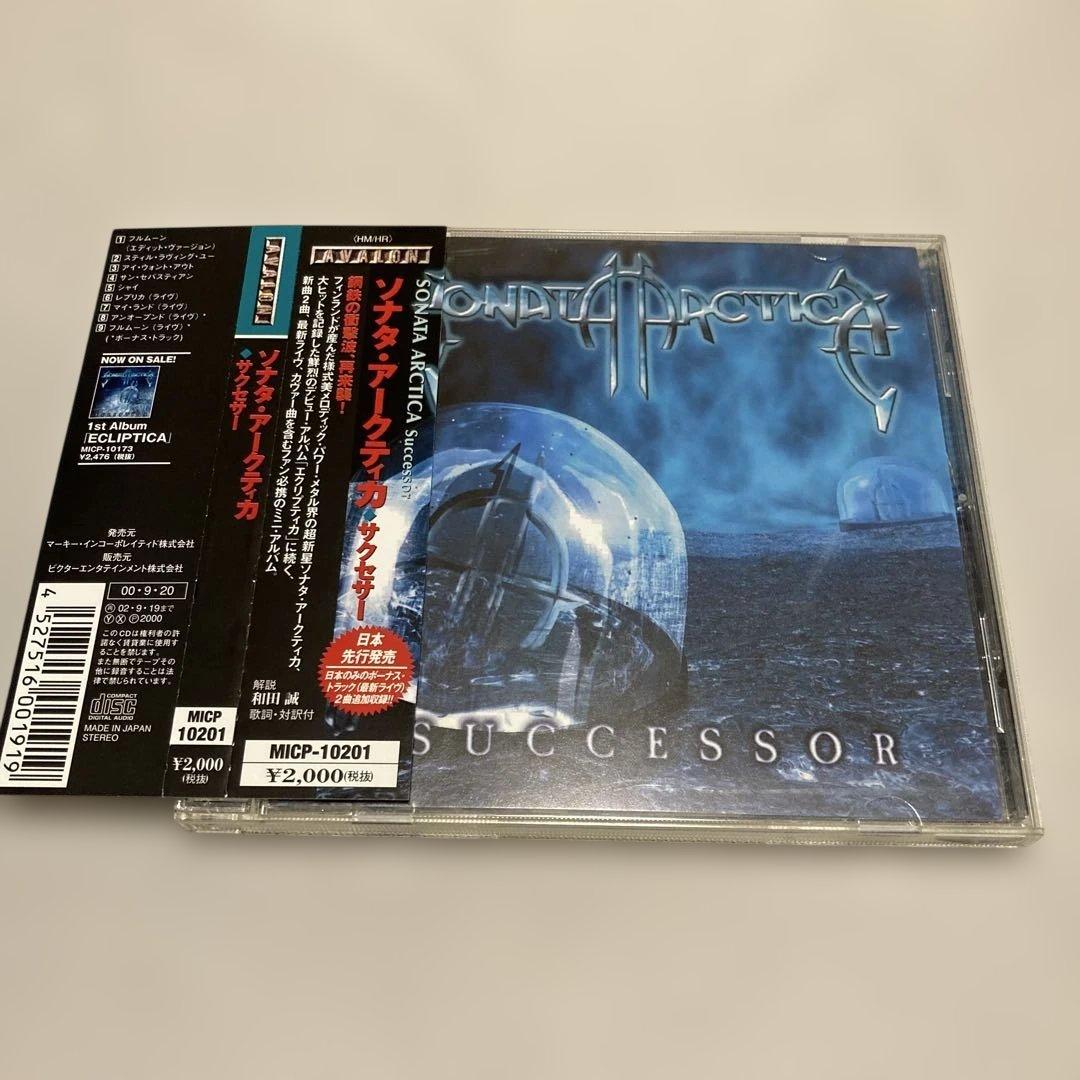 1 フルムーン
(エディット・ヴァージョン)
2 スティル・ラヴィング・ユー
3 アイ・ウォント・アウト
4 サン・セバスティアン
5 シャイ
6 レプリカ(ライヴ)
7 マイ・ランド(ライヴ)
8 アンオープンド(ライヴ)*
9 フルムーン(ライヴ)*
(*ボーナス・トラック)
NOW ON SALE!
1st Album
「ECLIPTICA」
MICP-10173
¥2,476(税抜)
発売元
マーキー・インコーポレイティド株式会社
販売元
ビクターエンタテインメント株式会社
00・9・20
再 02・9・19まで
Y X P 2000
このCDは権利者の許
諾なく賃貸業に使用す
ることを禁じます。
また無断でテープその
他に録音することは法
律で禁じられています。
COMPACT
disc
DIGITAL AUDIO
MADE IN JAPAN
STEREO
4 527516 001919
AVALON
ソナタ・アークティカ
◆サクセサー
MICP
10201
¥2,000
(税抜)
〈HM/HR〉
AVALON
SONATA ARCTICA Successor
ソナタ・アークティカ◆サクセサー
鋼鉄の衝撃波、再来襲!
フィンランドが産んだ様式美メロディック・パワー・メタル界の超新星ソナタ・アークティカ、
大ヒットを記録した鮮烈のデビュー・アルバム「エクリプティカ」に続く、
新曲2曲、最新ライヴ、カヴァー曲を含むファン必携のミニ・アルバム。
日本
先行発売
日本のみのボーナス・
トラック(最新ライヴ)
2曲追加収録!!
解説
和田 誠
歌詞・対訳付
MICP-10201
¥2,000(税抜)
SONATA ARCTICA
SUCCESSOR